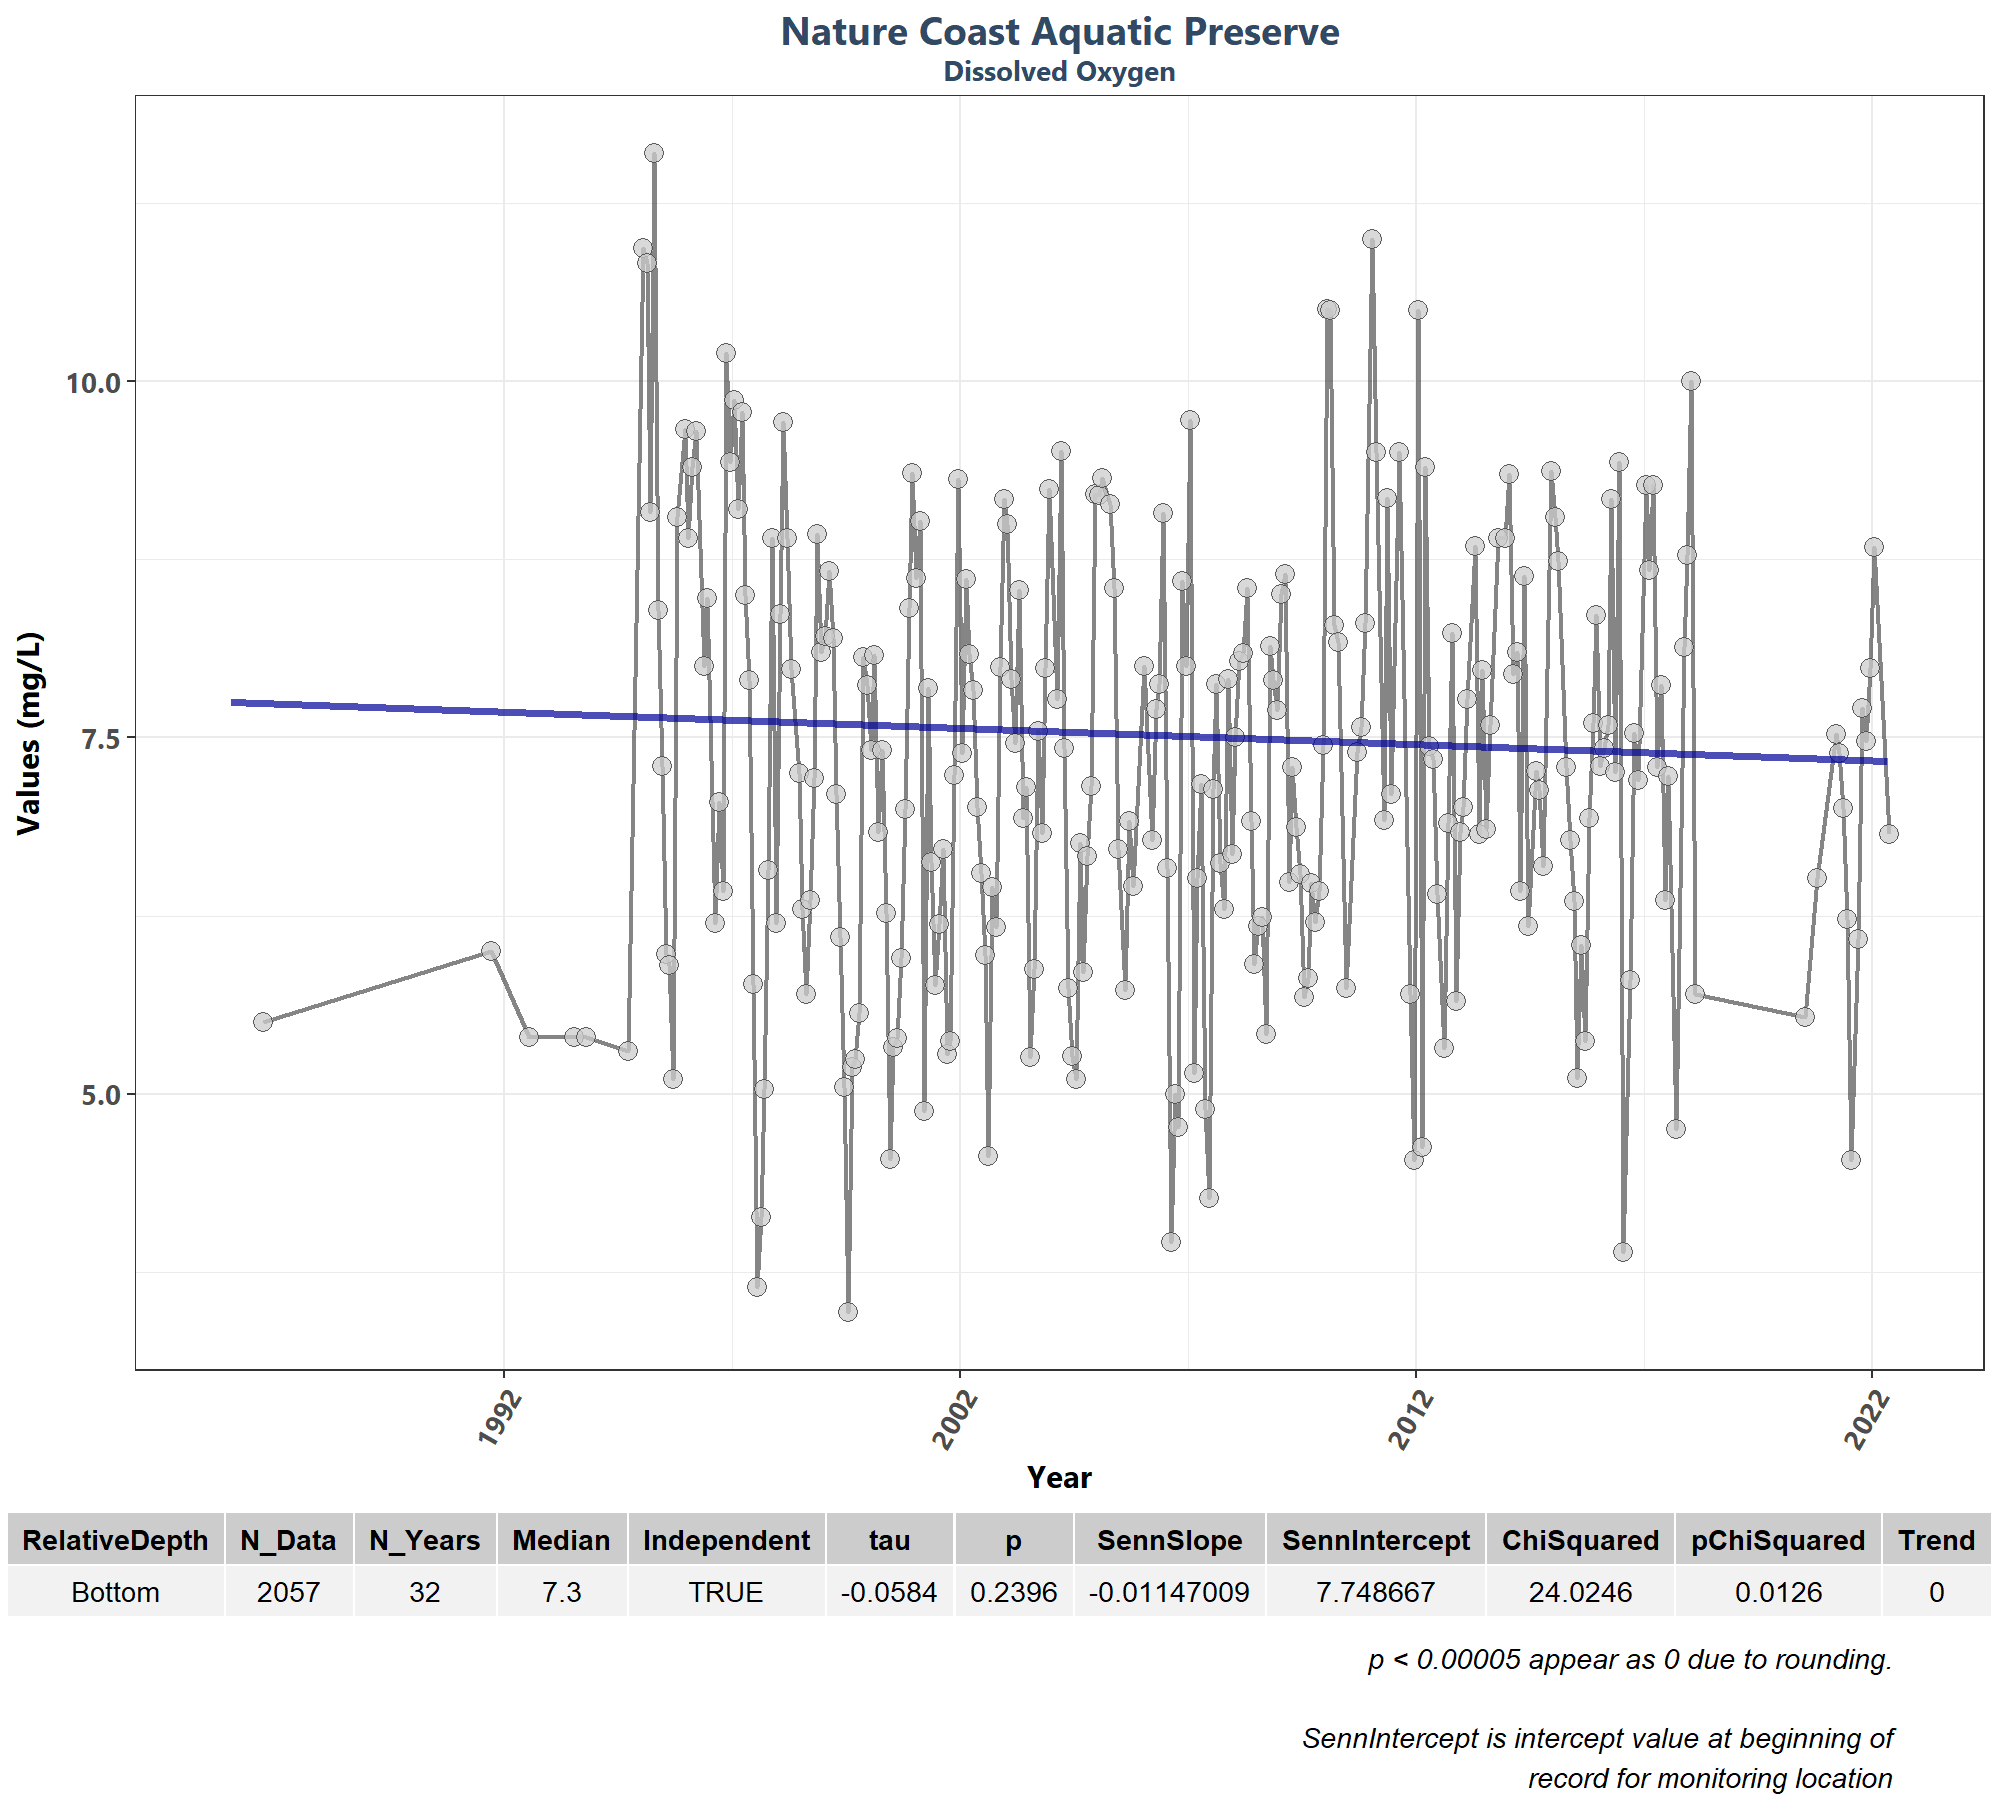 Nature Coast Aquatic Preserve
Dissolved Oxygen
Values (mg/L)
10.0
7.5
5.0
1992
2002
2012
2022
Year
RelativeDepth N_Data N_Years Median Independent tau p SennSlope SennIntercept ChiSquared pChiSquared Trend
Bottom 2057 32 7.3 TRUE -0.0584 0.2396 -0.01147009 7.748667 24.0246 0.0126 0
p < 0.00005 appear as 0 due to rounding.
SennIntercept is intercept value at beginning of
record for monitoring location